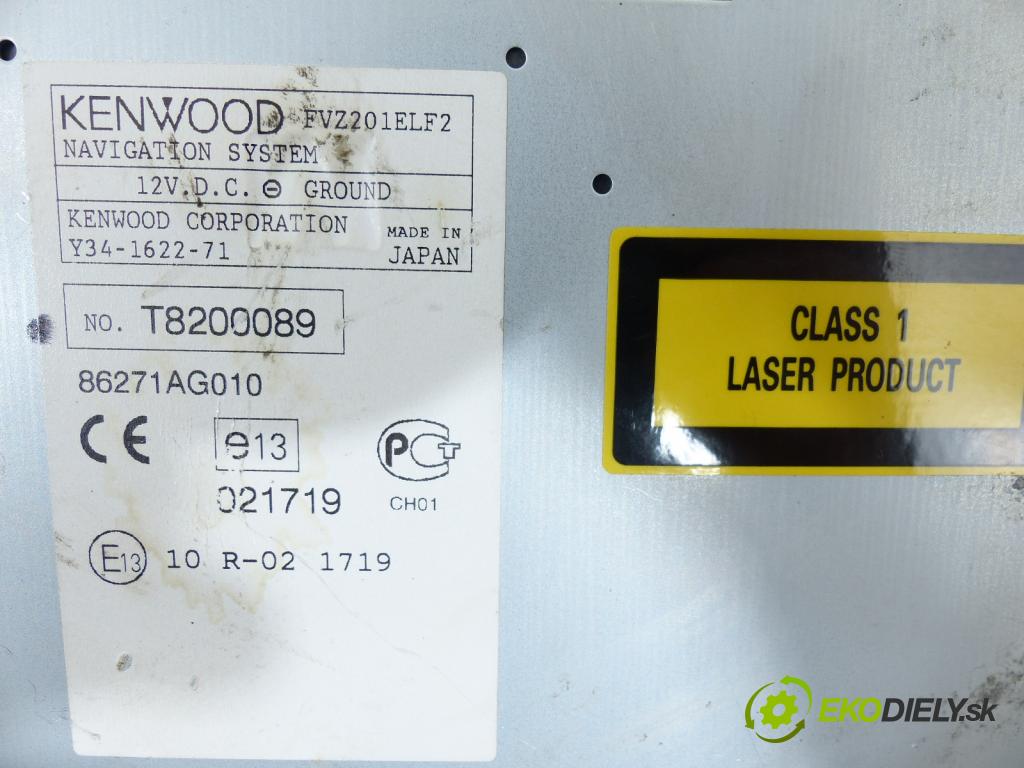 KENWOOD FVZ201ELF2
NAVIGATION SYSTEM
12V.D.C. ⊖ GROUND
KENWOOD CORPORATION
Y34-1622-71
MADE IN
JAPAN
NO. T8200089
86271AG010
CE e13 PCT
021719 CH01
E13 10 R-02 1719
CLASS 1
LASER PRODUCT
EKODIELY.sk